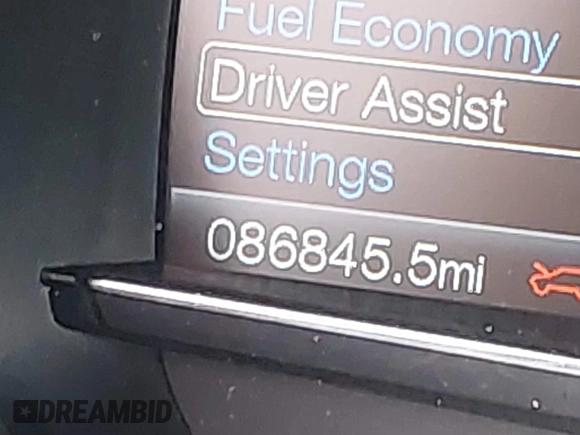 Fuel Economy
Driver Assist
Settings
086845.5mi
DREAMBID